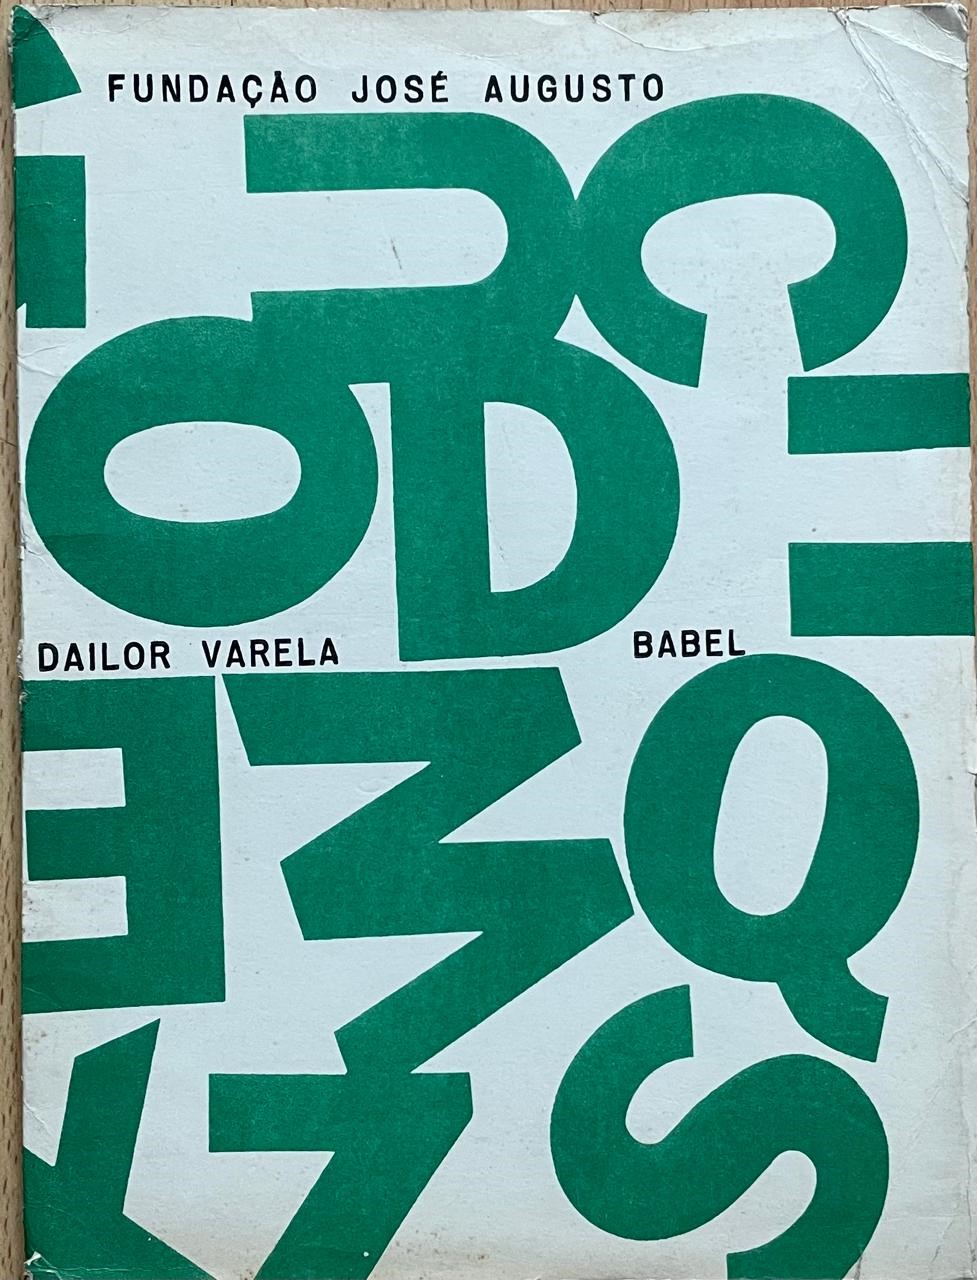 FUNDAÇÃO JOSÉ AUGUSTO
U C
O D
DAILOR VARELA BABEL
E M Q
S